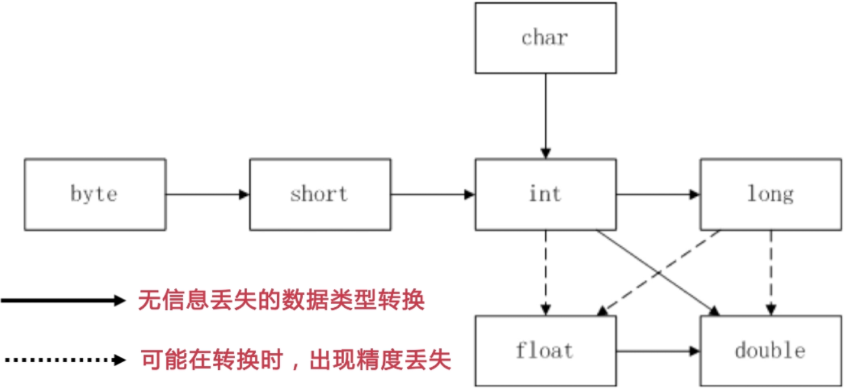 char
byte
short
int
long
无信息丢失的数据类型转换
float
double
可能在转换时，出现精度丢失